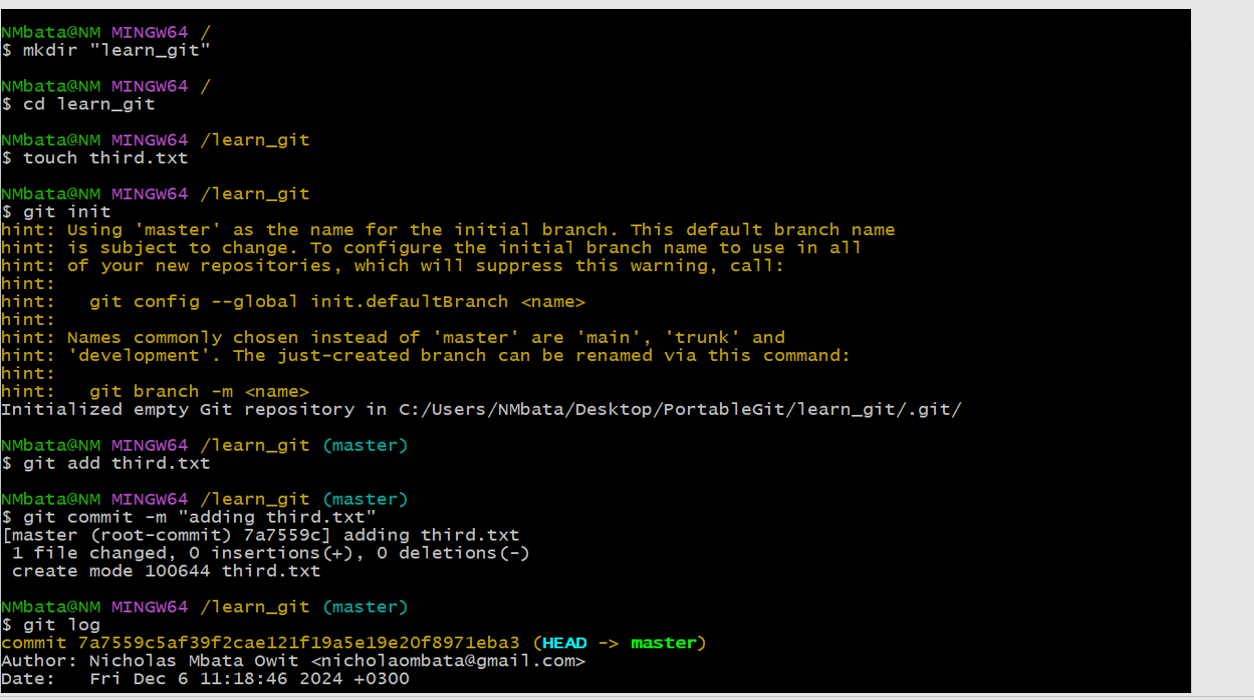 NMbata@NM MINGW64 /
$ mkdir "learn_git"
NMbata@NM MINGW64 /
$ cd learn_git
NMbata@NM MINGW64 /learn_git
$ touch third.txt
NMbata@NM MINGW64 /learn_git
$ git init
hint: Using 'master' as the name for the initial branch. This default branch name
hint: is subject to change. To configure the initial branch name to use in all
hint: of your new repositories, which will suppress this warning, call:
hint:
hint:   git config --global init.defaultBranch <name>
hint:
hint: Names commonly chosen instead of 'master' are 'main', 'trunk' and
hint: 'development'. The just-created branch can be renamed via this command:
hint:
hint:   git branch -m <name>
Initialized empty Git repository in C:/Users/NMbata/Desktop/PortableGit/learn_git/.git/
NMbata@NM MINGW64 /learn_git (master)
$ git add third.txt
NMbata@NM MINGW64 /learn_git (master)
$ git commit -m "adding third.txt"
[master (root-commit) 7a7559c] adding third.txt
 1 file changed, 0 insertions(+), 0 deletions(-)
 create mode 100644 third.txt
NMbata@NM MINGW64 /learn_git (master)
$ git log
commit 7a7559c5af39f2cae121f19a5e19e20f8971eba3 (HEAD -> master)
Author: Nicholas Mbata Owit <nicholaombata@gmail.com>
Date:   Fri Dec 6 11:18:46 2024 +0300